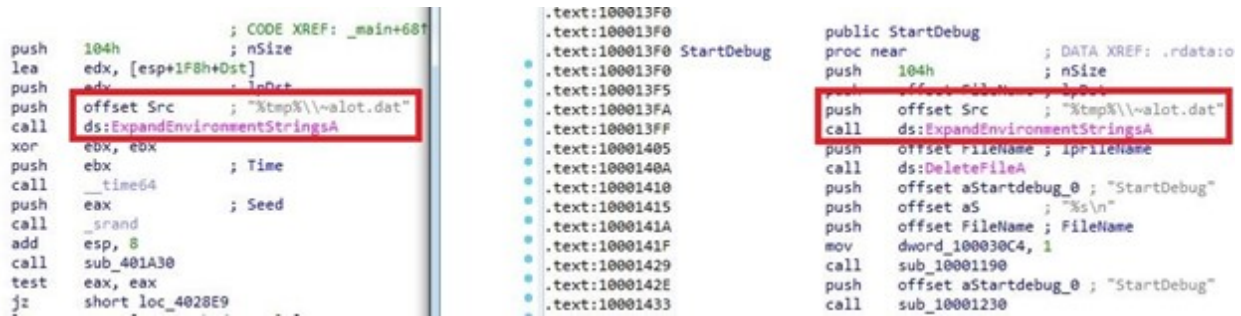 ; CODE XREF: _main+68↑
push 104h ; nSize
lea edx, [esp+1F8h+Dst]
push edx ; lpDst
push offset Src ; "%tmp%\\~alot.dat"
call ds:ExpandEnvironmentStringsA
xor ebx, ebx
push ebx ; Time
call __time64
push eax ; Seed
call _srand
add esp, 8
call sub_401A30
test eax, eax
jz short loc_4028E9
.text:100013F0
.text:100013F0 public StartDebug
.text:100013F0 StartDebug proc near ; DATA XREF: .rdata:o
.text:100013F0 push 104h ; nSize
.text:100013F5 push offset FileName ; lpDst
.text:100013FA push offset Src ; "%tmp%\\~alot.dat"
.text:100013FF call ds:ExpandEnvironmentStringsA
.text:10001405 push offset FileName ; lpFileName
.text:1000140A call ds:DeleteFileA
.text:10001410 push offset aStartdebug_0 ; "StartDebug"
.text:10001415 push offset aS ; "%s\n"
.text:1000141A push offset FileName ; FileName
.text:1000141F mov dword_100030C4, 1
.text:10001429 call sub_10001190
.text:1000142E push offset aStartdebug_0 ; "StartDebug"
.text:10001433 call sub_10001230